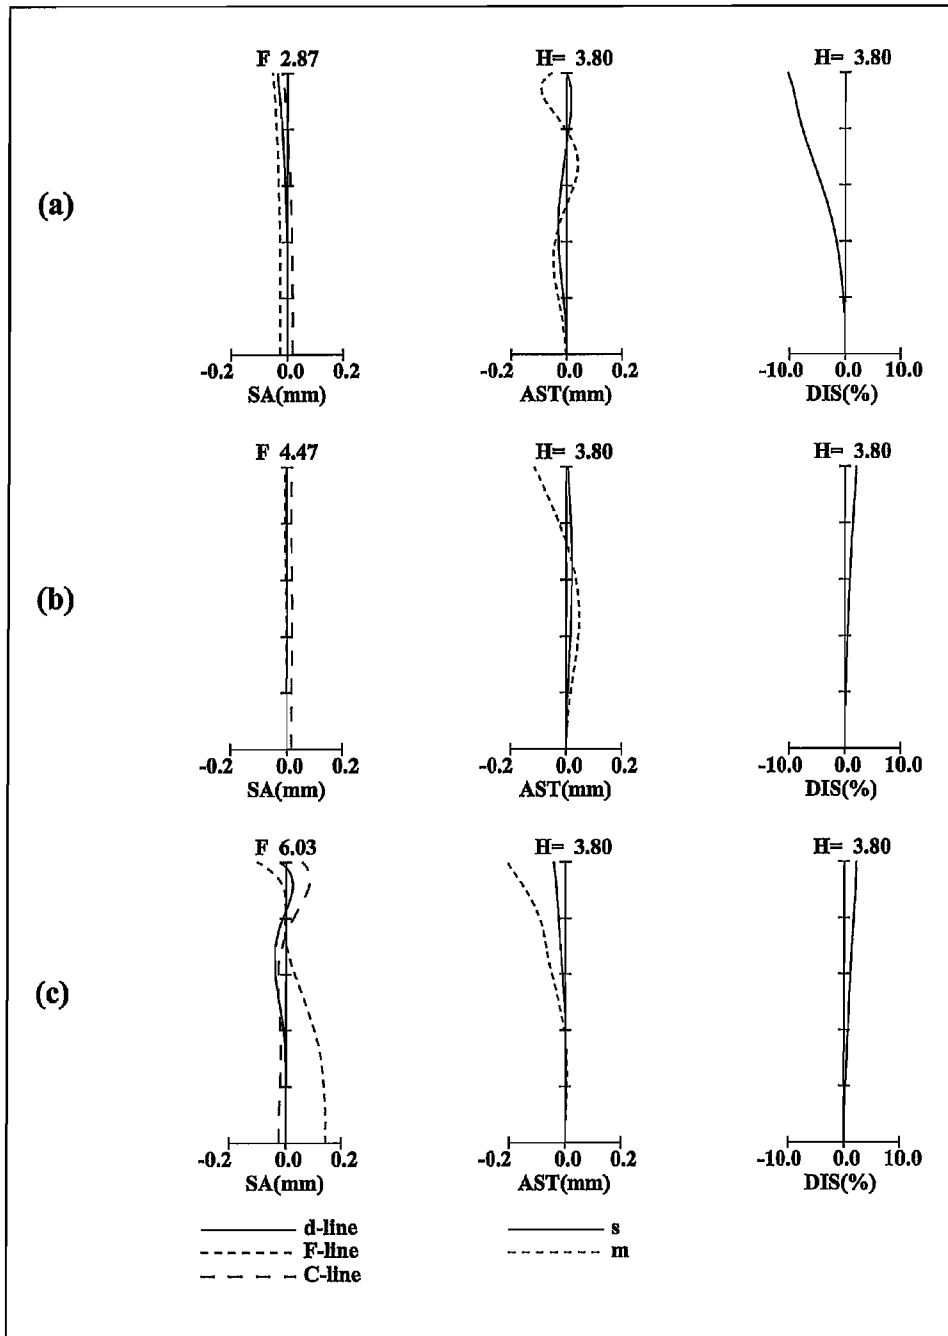 F 2.87 H= 3.80 H= 3.80
(a)
-0.2 0.0 0.2 -0.2 0.0 0.2 -10.0 0.0 10.0
SA(mm) AST(mm) DIS(%)
F 4.47 H= 3.80 H= 3.80
(b)
-0.2 0.0 0.2 -0.2 0.0 0.2 -10.0 0.0 10.0
SA(mm) AST(mm) DIS(%)
F 6.03 H= 3.80 H= 3.80
(c)
-0.2 0.0 0.2 -0.2 0.0 0.2 -10.0 0.0 10.0
SA(mm) AST(mm) DIS(%)
d-line s
F-line m
C-line